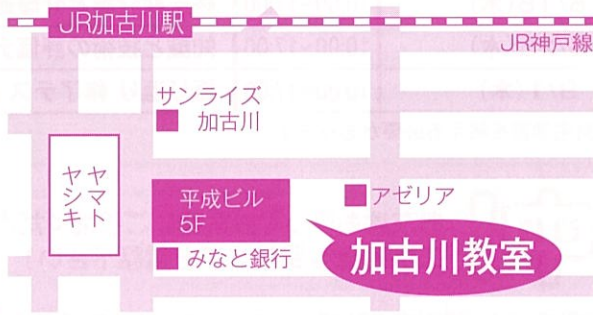 JR加古川駅
JR神戸線
サンライズ
加古川
ヤマト
ヤシキ
平成ビル
5F
アゼリア
みなと銀行
加古川教室